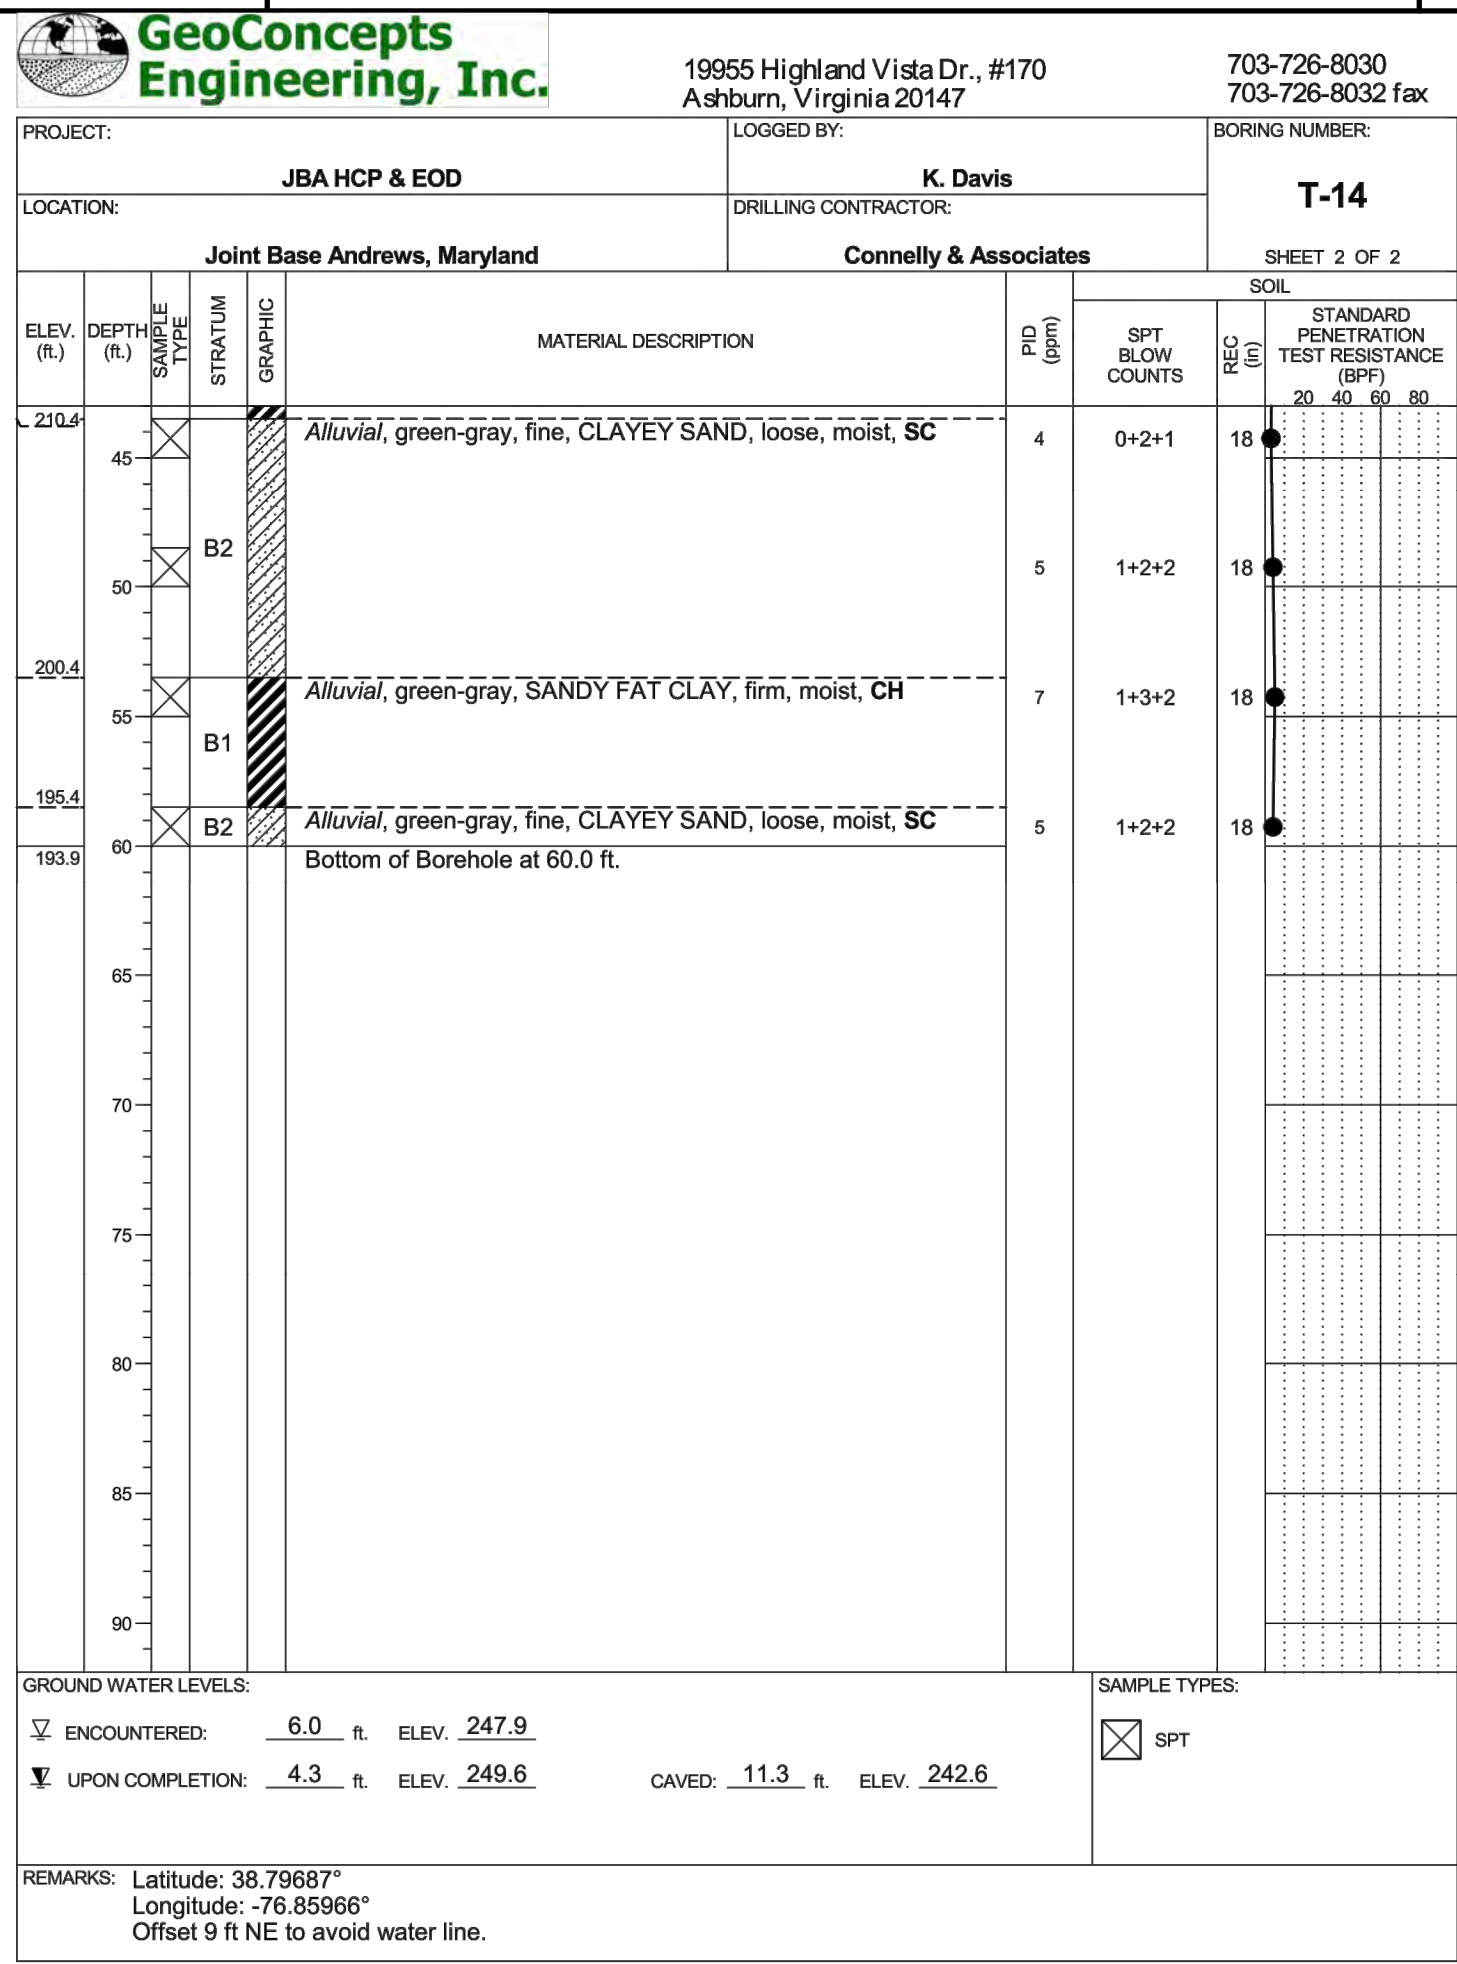 GeoConcepts
Engineering, Inc.
19955 Highland Vista Dr., #170
Ashburn, Virginia 20147
703-726-8030
703-726-8032 fax
PROJECT:
JBA HCP & EOD
LOGGED BY:
K. Davis
BORING NUMBER:
T-14
LOCATION:
Joint Base Andrews, Maryland
DRILLING CONTRACTOR:
Connelly & Associates
SHEET 2 OF 2
ELEV.
(ft.)
DEPTH
(ft.)
SAMPLE
TYPE
STRATUM
GRAPHIC
MATERIAL DESCRIPTION
PID
(ppm)
SOIL
SPT
BLOW
COUNTS
REC
(in)
STANDARD
PENETRATION
TEST RESISTANCE
(BPF)
20 40 60 80
210.4
Alluvial, green-gray, fine, CLAYEY SAND, loose, moist, SC 4 0+2+1 18
45
B2
5 1+2+2 18
50
200.4
Alluvial, green-gray, SANDY FAT CLAY, firm, moist, CH 7 1+3+2 18
55
B1
195.4
B2 Alluvial, green-gray, fine, CLAYEY SAND, loose, moist, SC 5 1+2+2 18
60
193.9 Bottom of Borehole at 60.0 ft.
65
70
75
80
85
90
GROUND WATER LEVELS:
ENCOUNTERED: 6.0 ft. ELEV. 247.9
UPON COMPLETION: 4.3 ft. ELEV. 249.6 CAVED: 11.3 ft. ELEV. 242.6
SAMPLE TYPES:
SPT
REMARKS: Latitude: 38.79687°
Longitude: -76.85966°
Offset 9 ft NE to avoid water line.